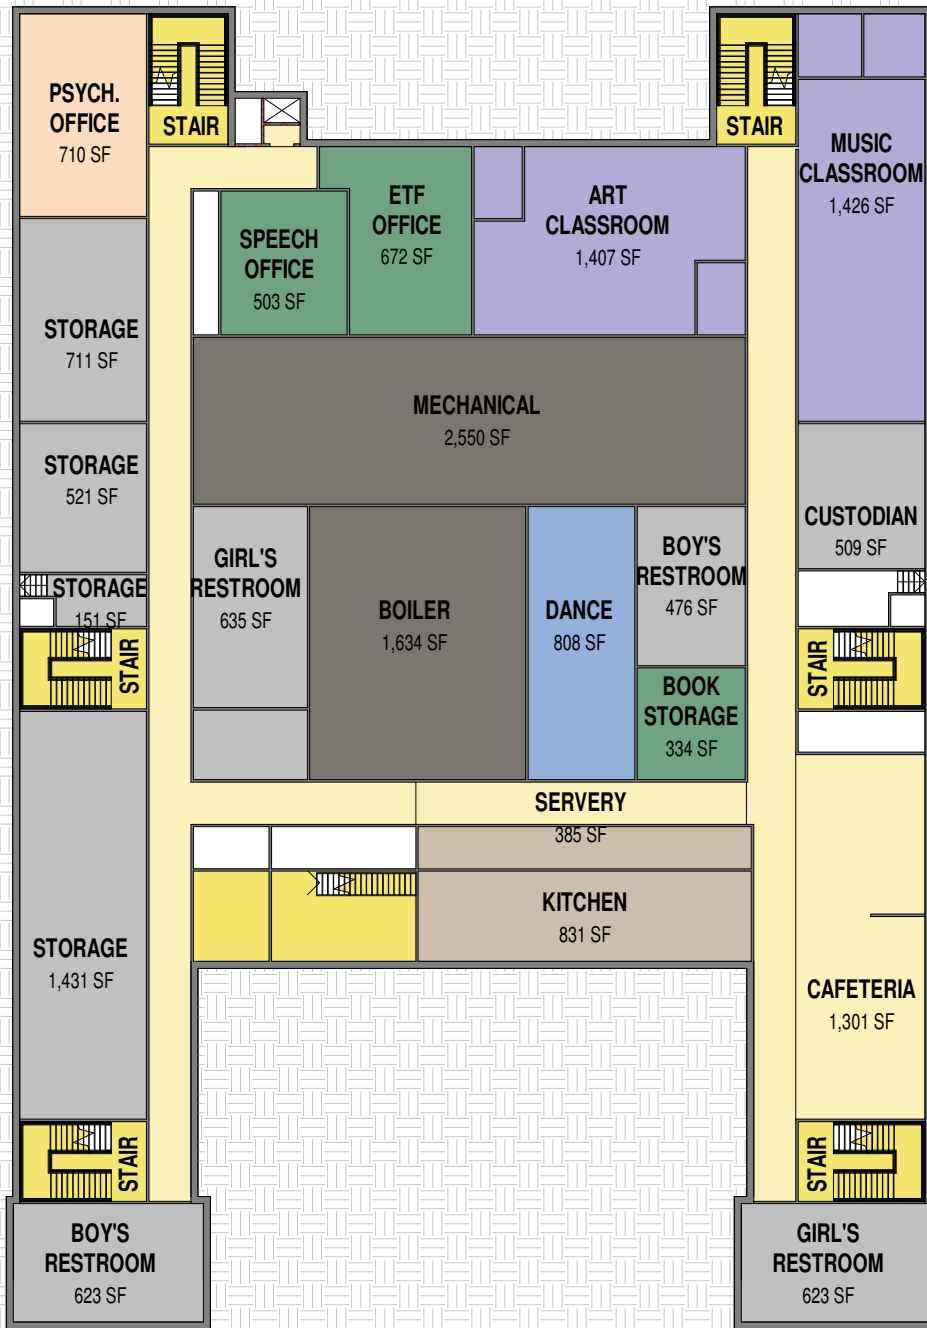 PSYCH.
OFFICE
710 SF
STAIR
STAIR
MUSIC
CLASSROOM
1,426 SF
ETF
OFFICE
672 SF
ART
CLASSROOM
1,407 SF
SPEECH
OFFICE
503 SF
STORAGE
711 SF
MECHANICAL
2,550 SF
STORAGE
521 SF
CUSTODIAN
509 SF
GIRL'S
RESTROOM
635 SF
BOILER
1,634 SF
DANCE
808 SF
BOY'S
RESTROOM
476 SF
STORAGE
151 SF
STAIR
STAIR
BOOK
STORAGE
334 SF
SERVERY
385 SF
KITCHEN
831 SF
STORAGE
1,431 SF
CAFETERIA
1,301 SF
STAIR
STAIR
BOY'S
RESTROOM
623 SF
GIRL'S
RESTROOM
623 SF